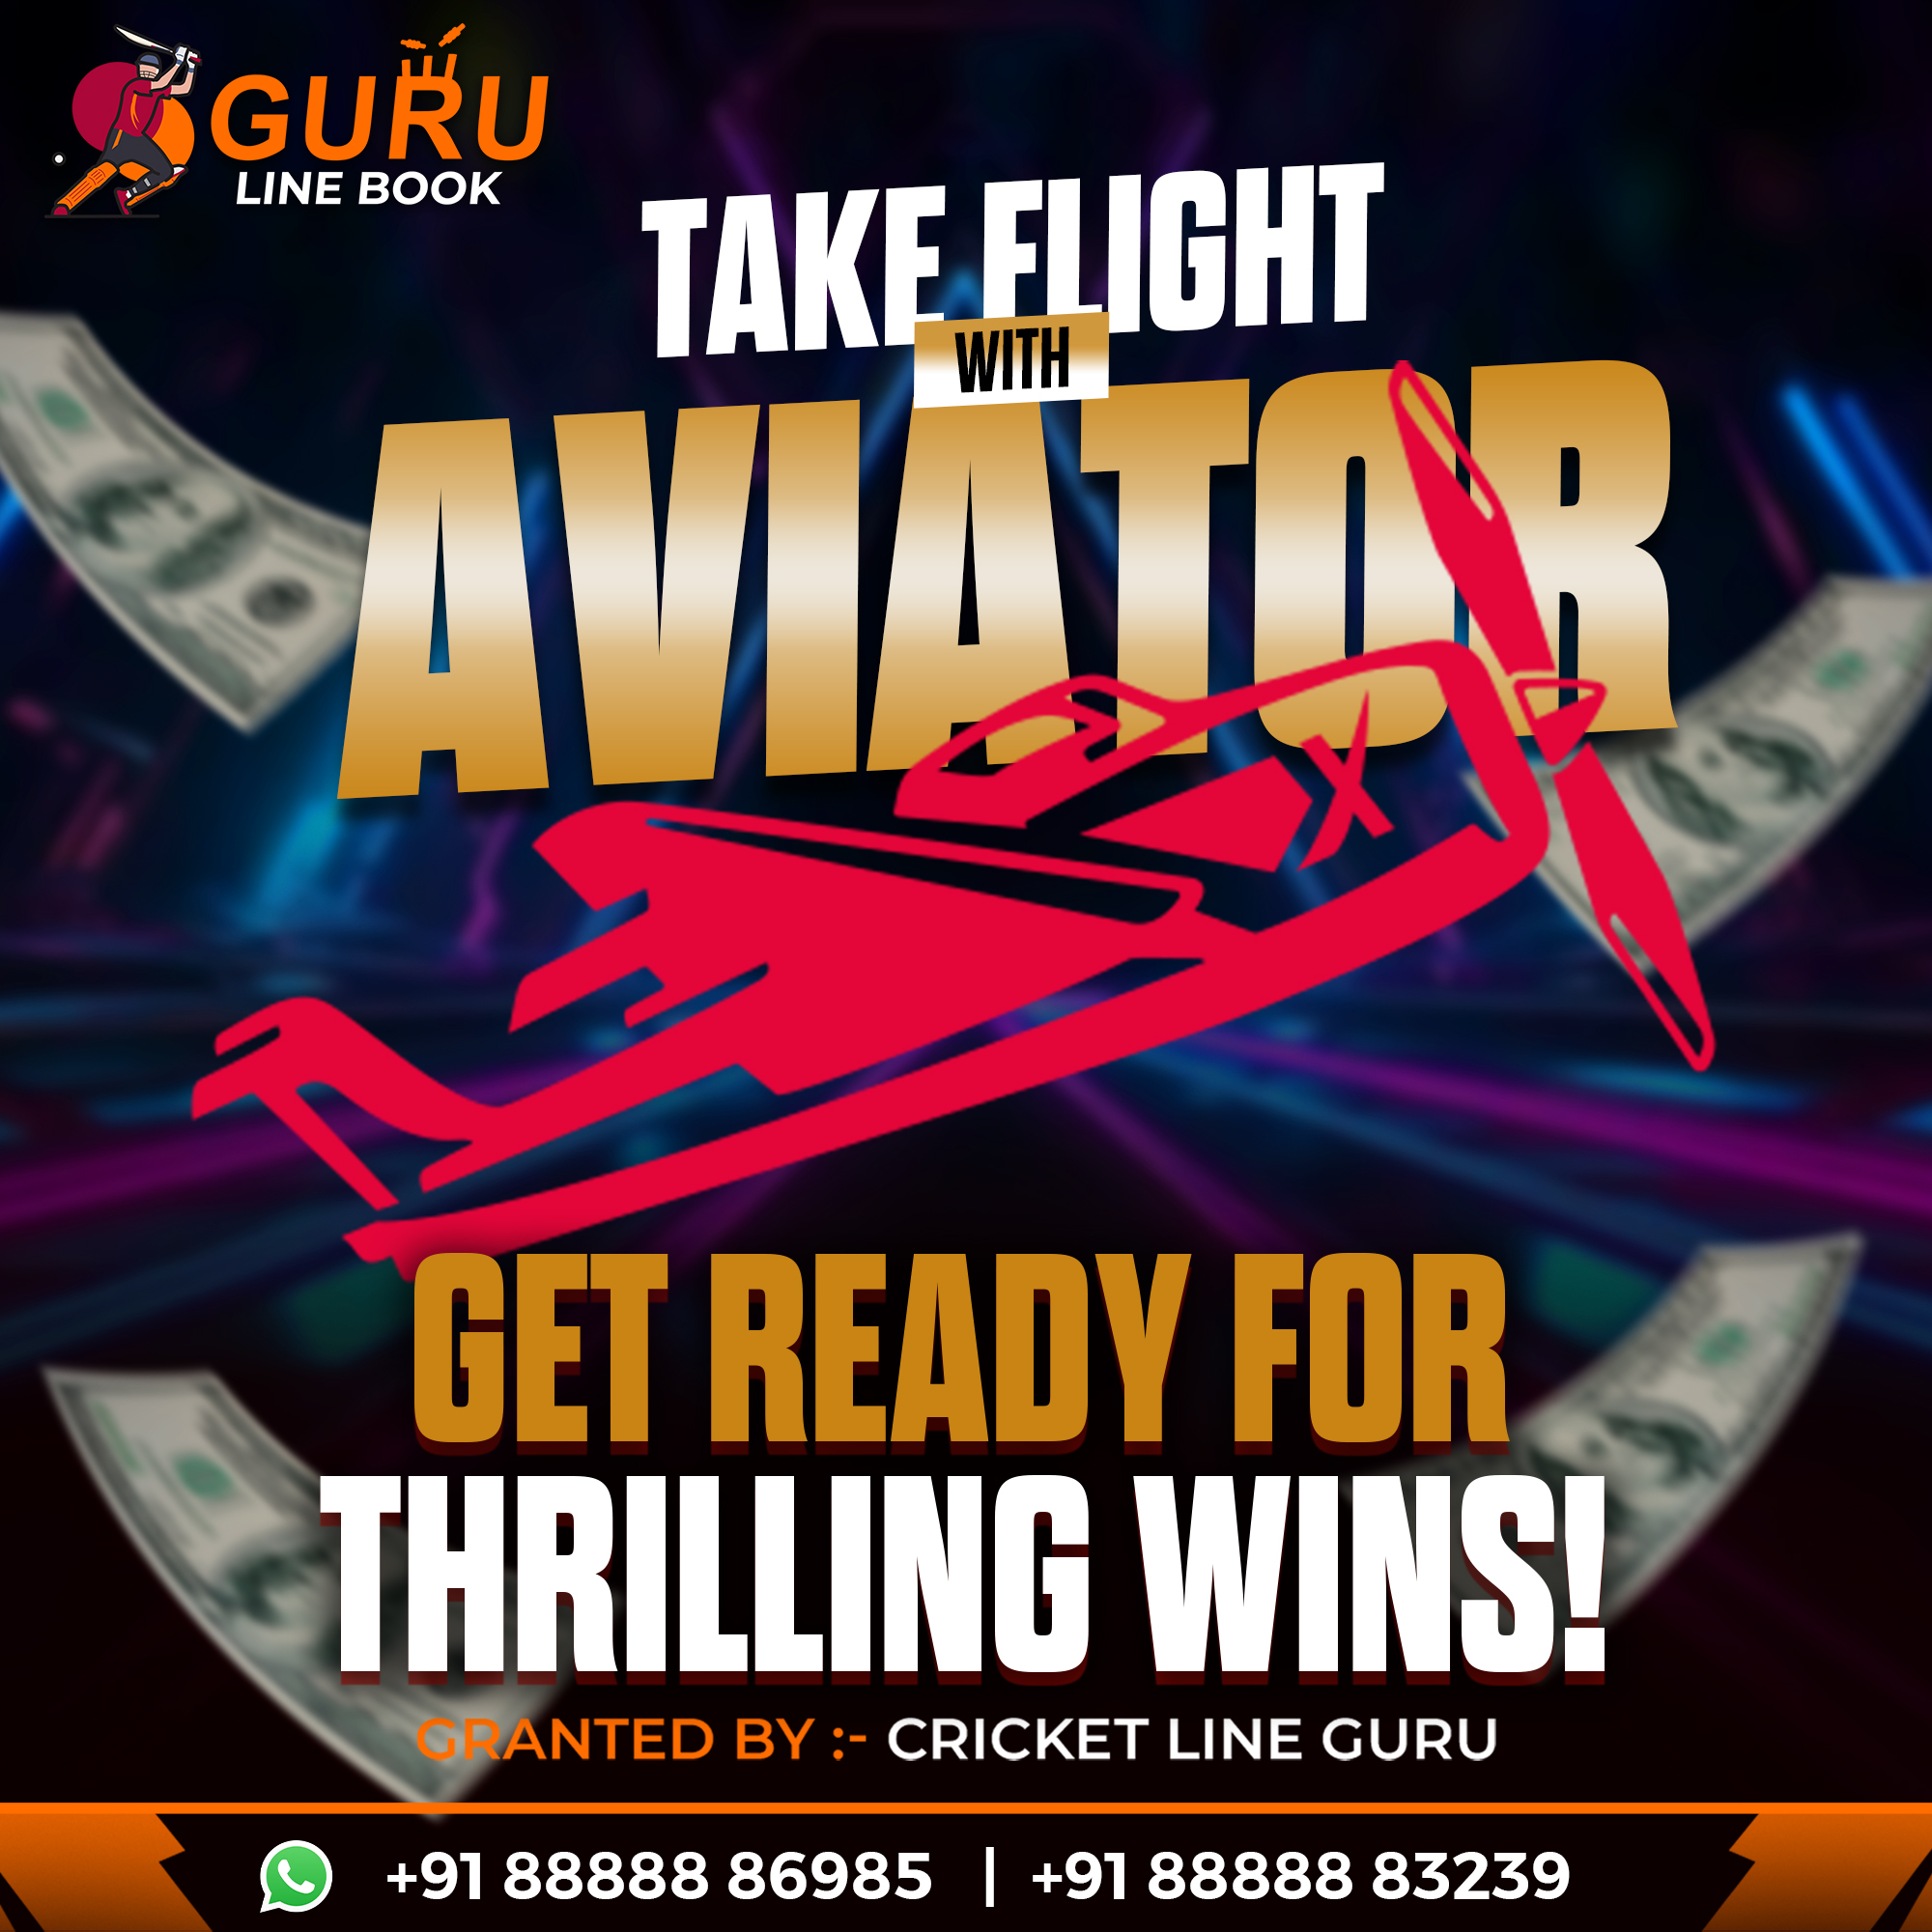 GURU
LINE BOOK
TAKE FLIGHT
WITH
AVIATOR
X
GET READY FOR
THRILLING WINS!
GRANTED BY :- CRICKET LINE GURU
+91 88888 86985 | +91 88888 83239